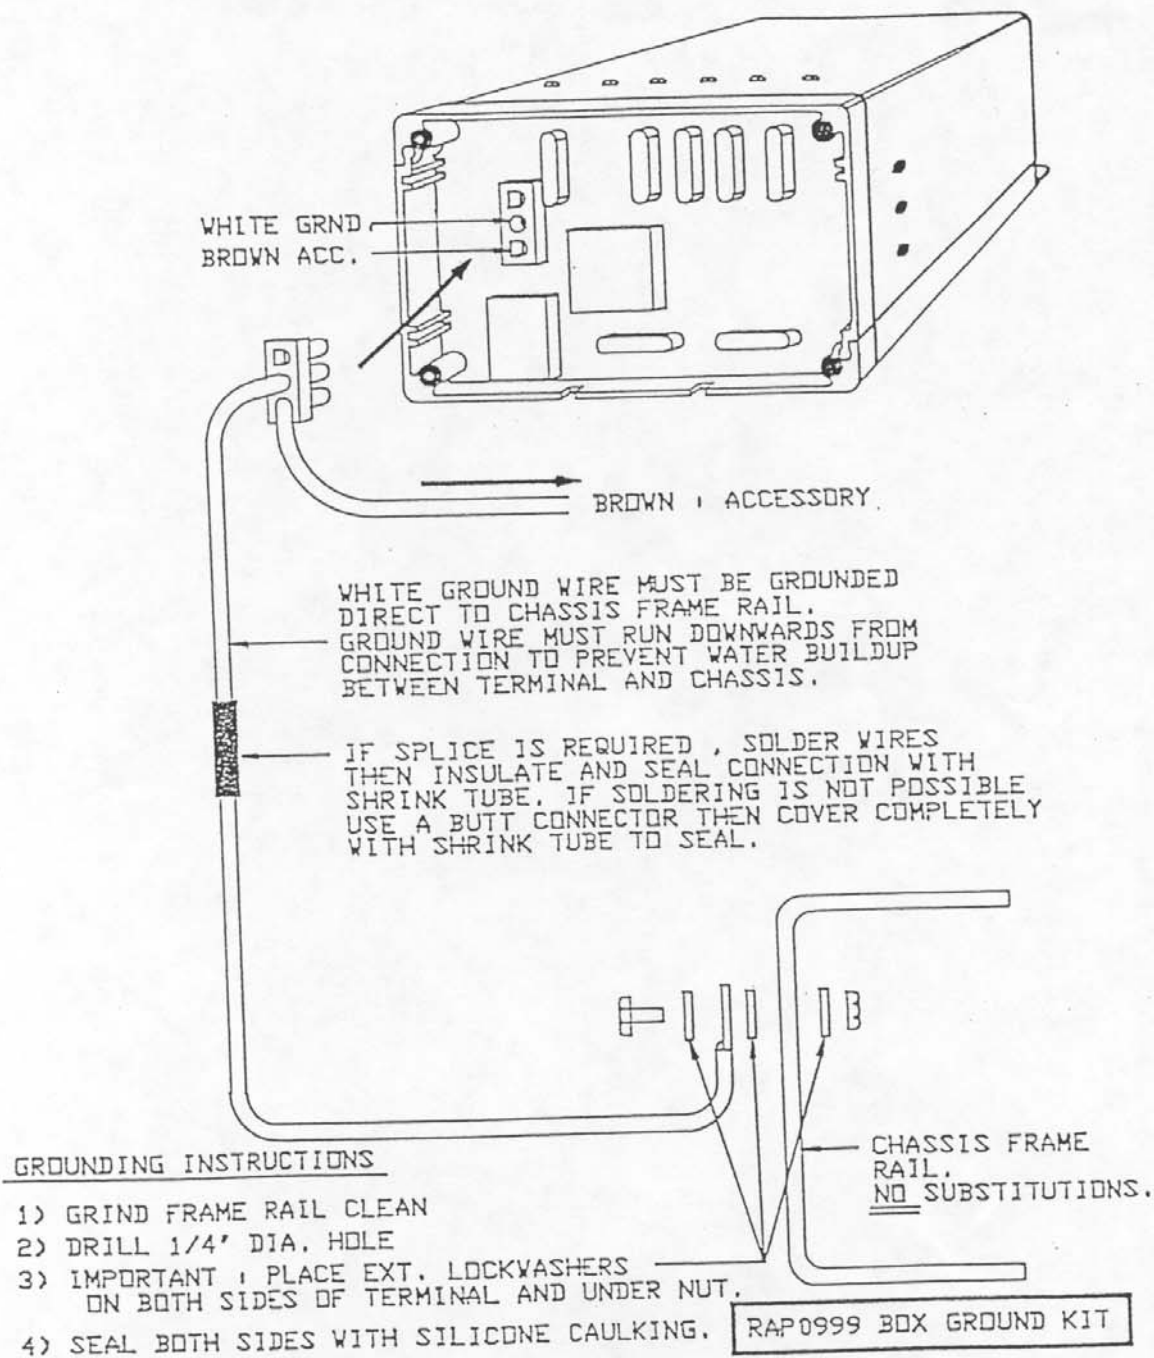 WHITE GRND
BROWN ACC.
BROWN : ACCESSORY
WHITE GROUND WIRE MUST BE GROUNDED
DIRECT TO CHASSIS FRAME RAIL.
GROUND WIRE MUST RUN DOWNWARDS FROM
CONNECTION TO PREVENT WATER BUILDUP
BETWEEN TERMINAL AND CHASSIS.
IF SPLICE IS REQUIRED , SOLDER WIRES
THEN INSULATE AND SEAL CONNECTION WITH
SHRINK TUBE. IF SOLDERING IS NOT POSSIBLE
USE A BUTT CONNECTOR THEN COVER COMPLETELY
WITH SHRINK TUBE TO SEAL.
CHASSIS FRAME
RAIL.
NO SUBSTITUTIONS.
GROUNDING INSTRUCTIONS
1) GRIND FRAME RAIL CLEAN
2) DRILL 1/4" DIA. HOLE
3) IMPORTANT : PLACE EXT. LOCKWASHERS
ON BOTH SIDES OF TERMINAL AND UNDER NUT.
4) SEAL BOTH SIDES WITH SILICONE CAULKING.
RAP0999 BOX GROUND KIT